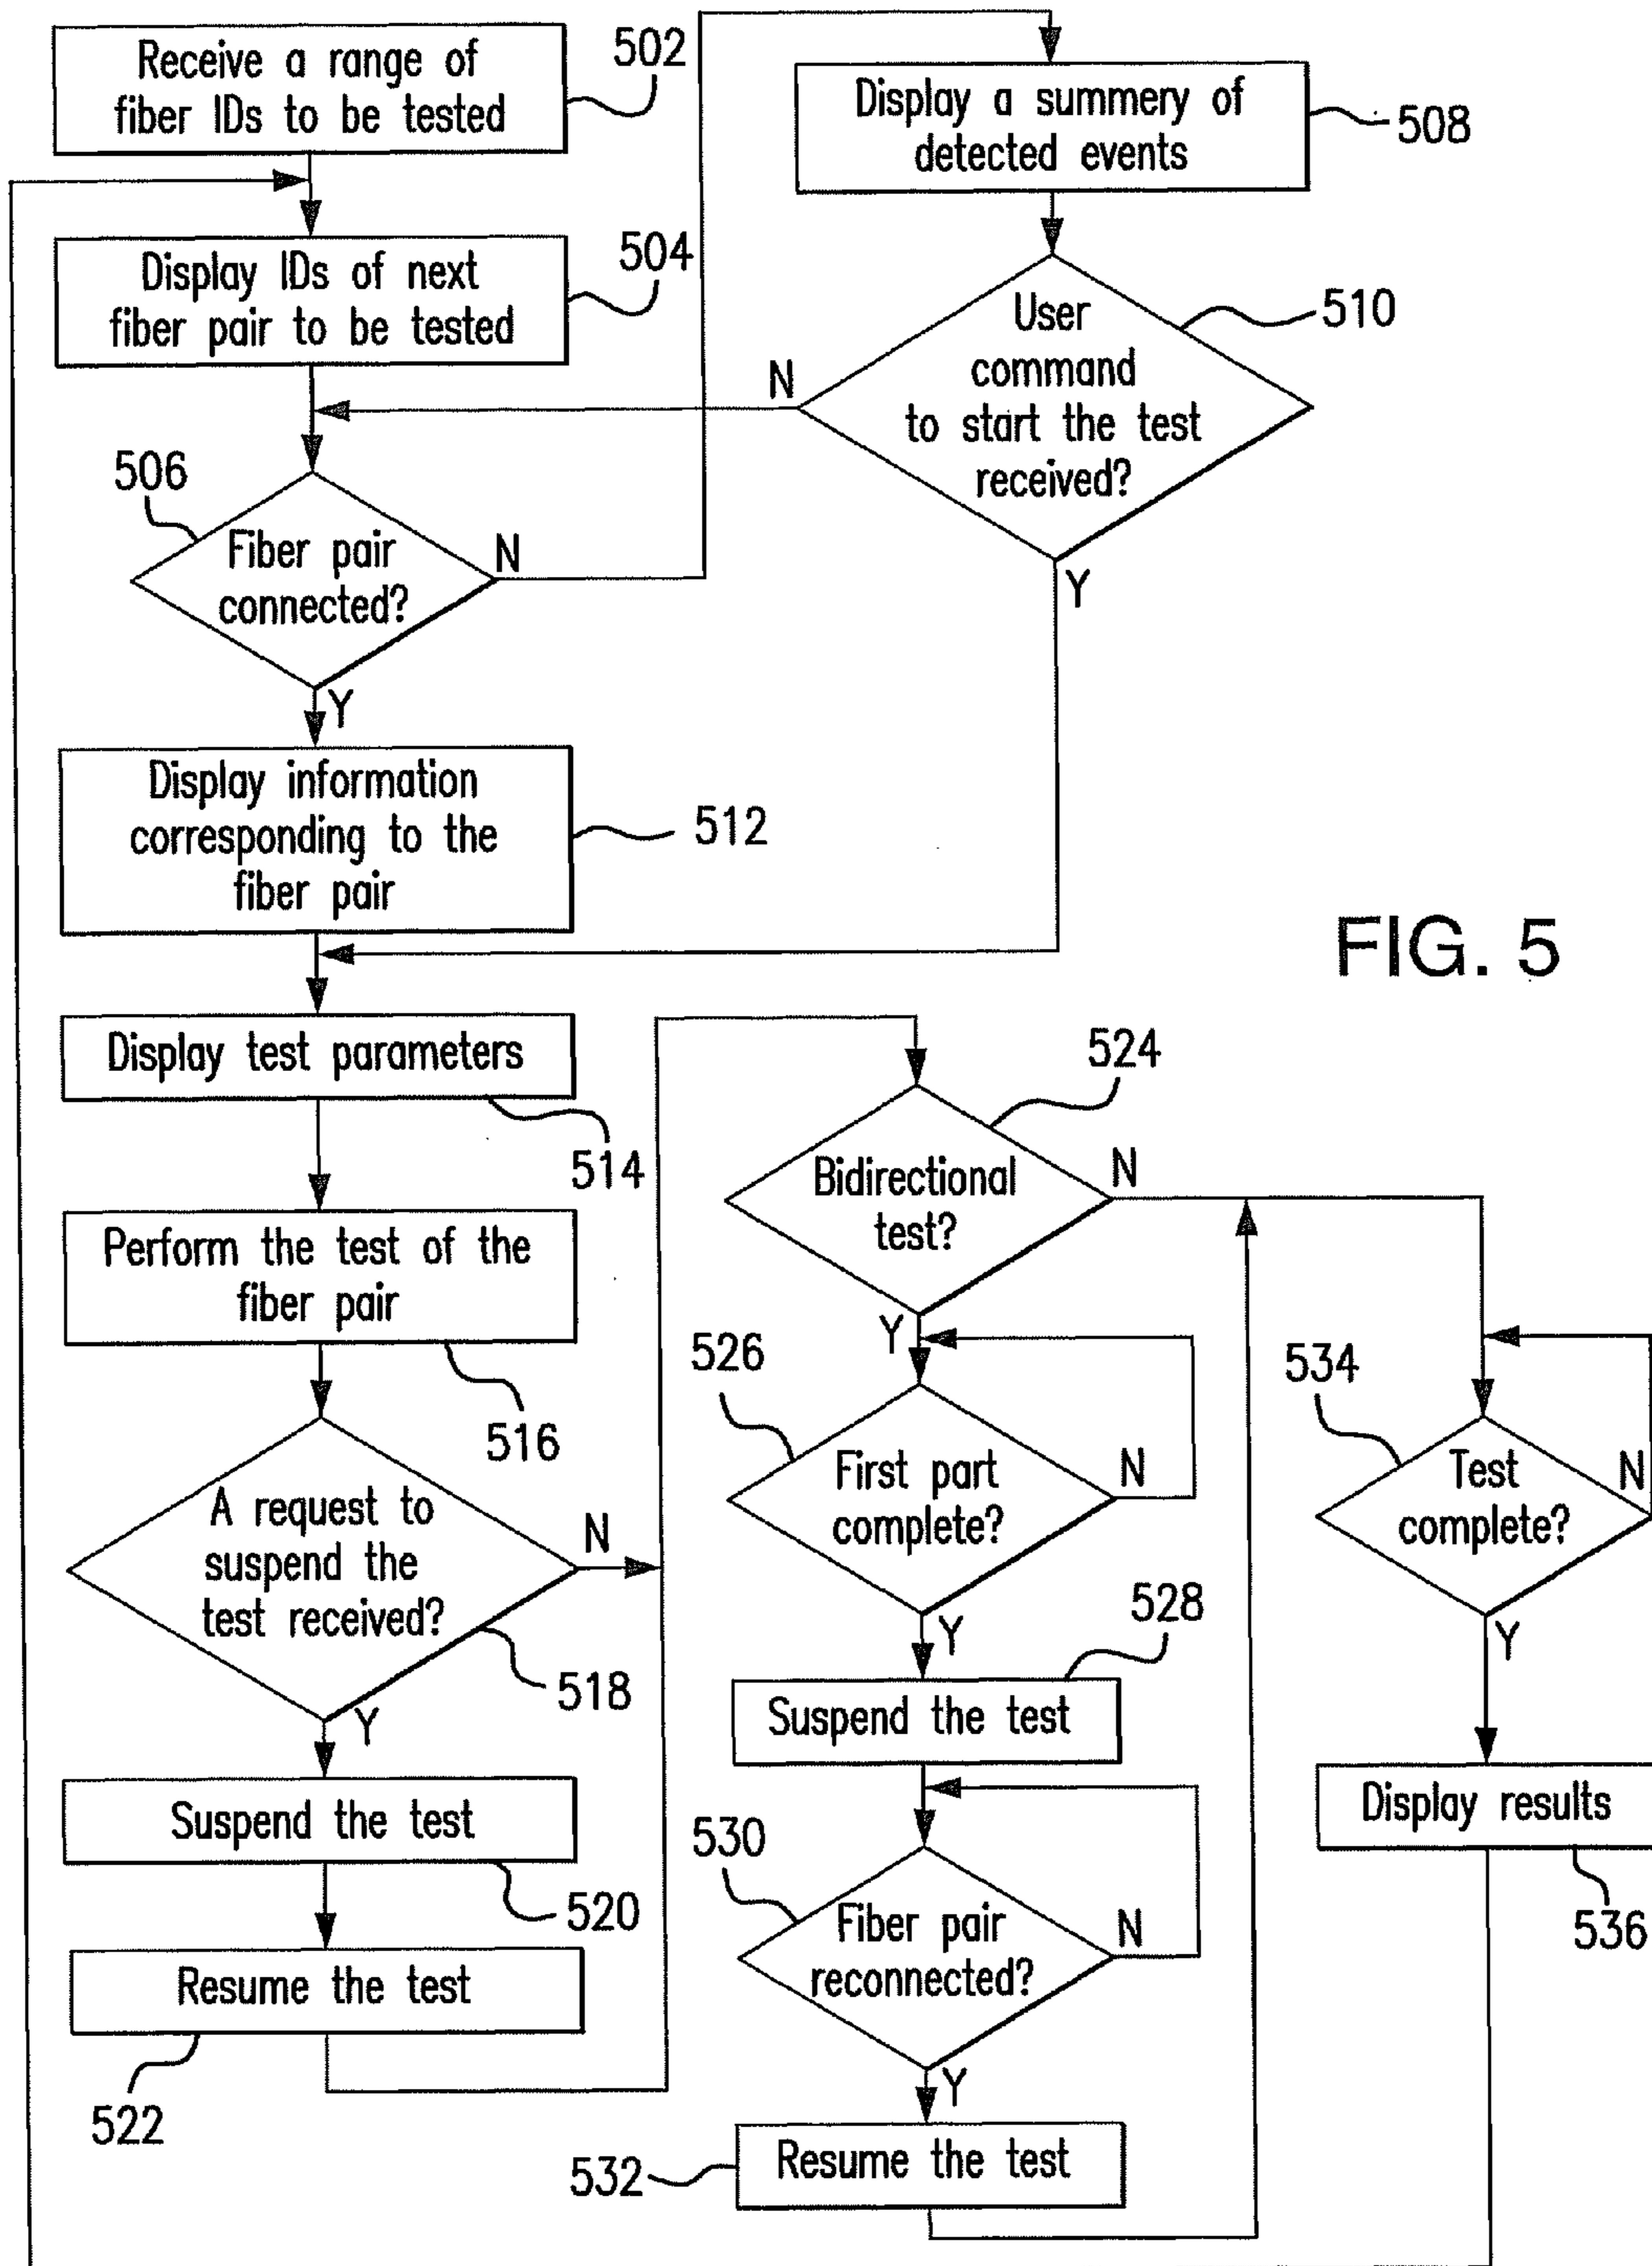 Receive a range of
fiber IDs to be tested
502
Display IDs of next
fiber pair to be tested
504
506
Fiber pair
connected?
N
Y
Display a summery of
detected events
508
User
command
to start the test
received?
510
N
Y
Display information
corresponding to the
fiber pair
512
FIG. 5
Display test parameters
514
Perform the test of the
fiber pair
516
A request to
suspend the
test received?
N
518
Y
Suspend the test
520
Resume the test
522
524
Bidirectional
test?
N
Y
526
First part
complete?
N
Y
528
Suspend the test
530
Fiber pair
reconnected?
N
Y
532
Resume the test
534
Test
complete?
N
Y
Display results
536